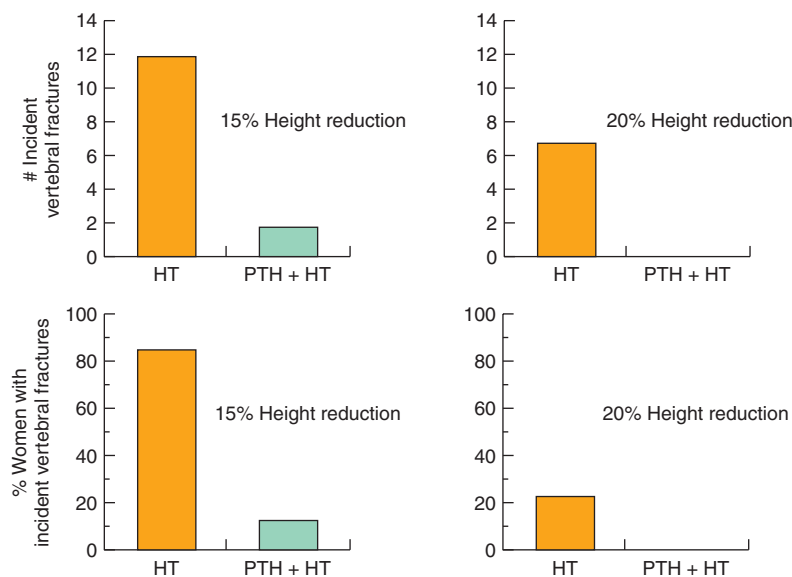 # Incident
vertebral fractures
14
12
10
8
6
4
2
0
15% Height reduction
HT PTH + HT
14
12
10
8
6
4
2
0
20% Height reduction
HT PTH + HT
% Women with
incident vertebral fractures
100
80
60
40
20
0
15% Height reduction
HT PTH + HT
100
80
60
40
20
0
20% Height reduction
HT PTH + HT